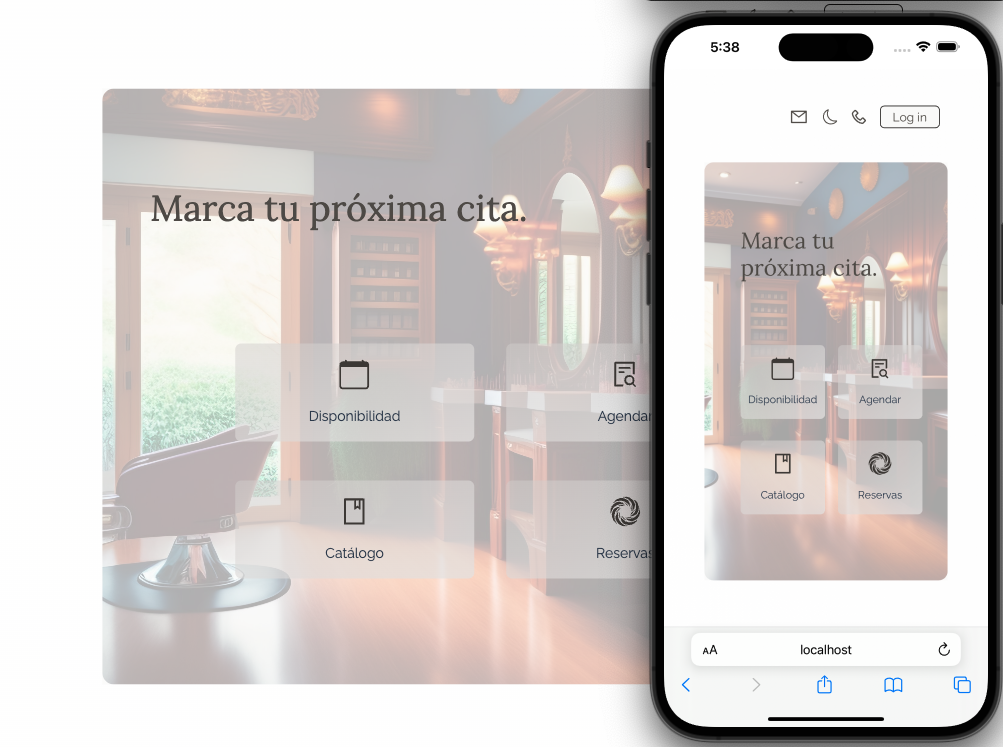 Marca tu próxima cita.
Disponibilidad
Agendar
Catálogo
Reservas
5:38
Log in
Marca tu
próxima cita.
Disponibilidad Agendar
Catálogo Reservas
AA localhost